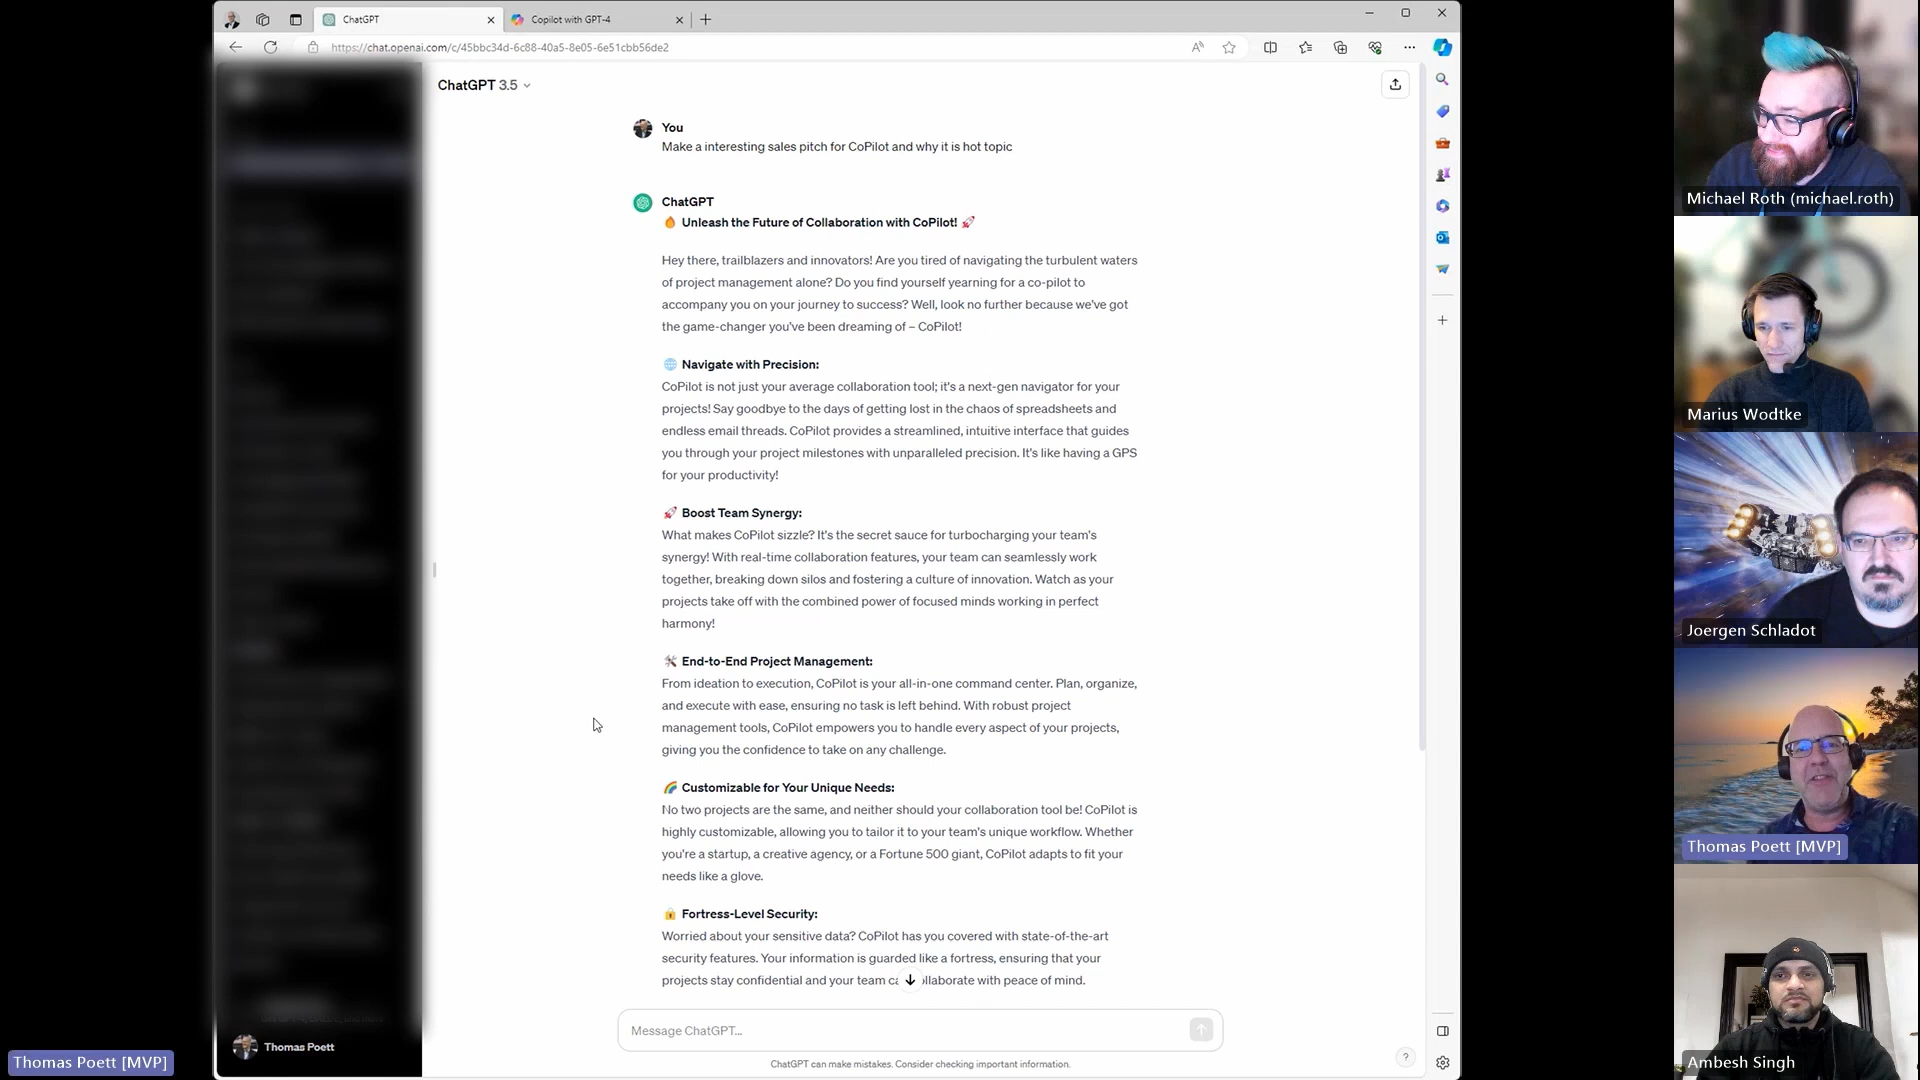 ChatGPT
Copilot with GPT-4
https://chat.openai.com/c/45bbc34d-6c88-40a5-8e05-6e51cbb56de2
ChatGPT 3.5
You
Make a interesting sales pitch for CoPilot and why it is hot topic
ChatGPT
🔥 Unleash the Future of Collaboration with CoPilot! 🚀
Hey there, trailblazers and innovators! Are you tired of navigating the turbulent waters
of project management alone? Do you find yourself yearning for a co-pilot to
accompany you on your journey to success? Well, look no further because we've got
the game-changer you've been dreaming of – CoPilot!
🌐 Navigate with Precision:
CoPilot is not just your average collaboration tool; it's a next-gen navigator for your
projects! Say goodbye to the days of getting lost in the chaos of spreadsheets and
endless email threads. CoPilot provides a streamlined, intuitive interface that guides
you through your project milestones with unparalleled precision. It's like having a GPS
for your productivity!
🚀 Boost Team Synergy:
What makes CoPilot sizzle? It's the secret sauce for turbocharging your team's
synergy! With real-time collaboration features, your team can seamlessly work
together, breaking down silos and fostering a culture of innovation. Watch as your
projects take off with the combined power of focused minds working in perfect
harmony!
🛠 End-to-End Project Management:
From ideation to execution, CoPilot is your all-in-one command center. Plan, organize,
and execute with ease, ensuring no task is left behind. With robust project
management tools, CoPilot empowers you to handle every aspect of your projects,
giving you the confidence to take on any challenge.
🌈 Customizable for Your Unique Needs:
No two projects are the same, and neither should your collaboration tool be! CoPilot is
highly customizable, allowing you to tailor it to your team's unique workflow. Whether
you're a startup, a creative agency, or a Fortune 500 giant, CoPilot adapts to fit your
needs like a glove.
🔒 Fortress-Level Security:
Worried about your sensitive data? CoPilot has you covered with state-of-the-art
security features. Your information is guarded like a fortress, ensuring that your
projects stay confidential and your team ca ollaborate with peace of mind.
Message ChatGPT...
ChatGPT can make mistakes. Consider checking important information.
?
Thomas Poett
Thomas Poett [MVP]
Michael Roth (michael.roth)
Marius Wodtke
Joergen Schladot
Thomas Poett [MVP]
Ambesh Singh